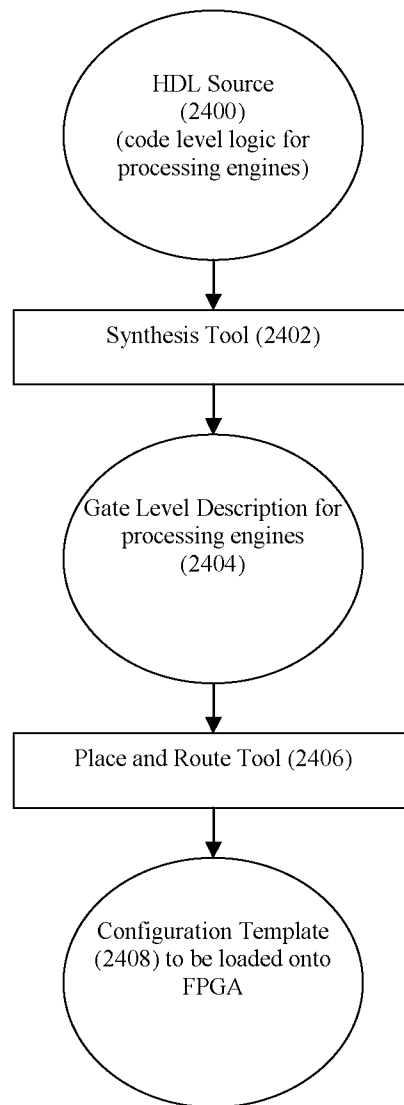 HDL Source
(2400)
(code level logic for
processing engines)
Synthesis Tool (2402)
Gate Level Description for
processing engines
(2404)
Place and Route Tool (2406)
Configuration Template
(2408) to be loaded onto
FPGA